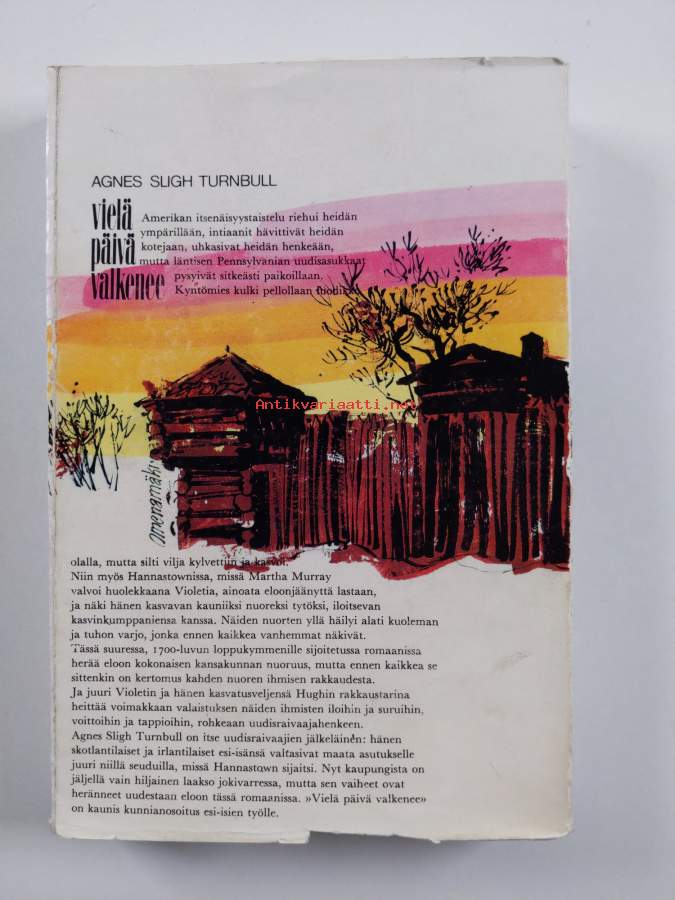 AGNES SLIGH TURNBULL
vielä
päivä
valkenee
Amerikan itsenäisyystaistelu riehui heidän
ympärillään, intiaanit hävittivät heidän
kotejaan, uhkasivat heidän henkeään,
mutta läntisen Pennsylvanian uudisasukkaat
pysyivät sitkeästi paikoillaan.
Kyntömies kulki pellollaan
Antikvariaatti.net
omenamäki
olalla, mutta silti vilja kylvettiin ja kasvoi.
Niin myös Hannastownissa, missä Martha Murray
valvoi huolekkaana Violetia, ainoata eloonjäänyttä lastaan,
ja näki hänen kasvavan kauniiksi nuoreksi tytöksi, iloitsevan
kasvinkumppaniensa kanssa. Näiden nuorten yllä häilyi alati kuoleman
ja tuhon varjo, jonka ennen kaikkea vanhemmat näkivät.
Tässä suuressa, 1700-luvun loppukymmenille sijoitetussa romaanissa
herää eloon kokonaisen kansakunnan nuoruus, mutta ennen kaikkea se
sittenkin on kertomus kahden nuoren ihmisen rakkaudesta.
Ja juuri Violetin ja hänen kasvatusveljensä Hughin rakkaustarina
heittää voimakkaan valaistuksen näiden ihmisten iloihin ja suruihin,
voittoihin ja tappioihin, rohkeaan uudisraivaajahenkeen.
Agnes Sligh Turnbull on itse uudisraivaajien jälkeläinen: hänen
skotlantilaiset ja irlantilaiset esi-isänsä valtasivat maata asutukselle
juuri niillä seuduilla, missä Hannastown sijaitsi. Nyt kaupungista on
jäljellä vain hiljainen laakso jokivarressa, mutta sen vaiheet ovat
heränneet uudestaan eloon tässä romaanissa. »Vielä päivä valkenee»
on kaunis kunnianosoitus esi-isien työlle.